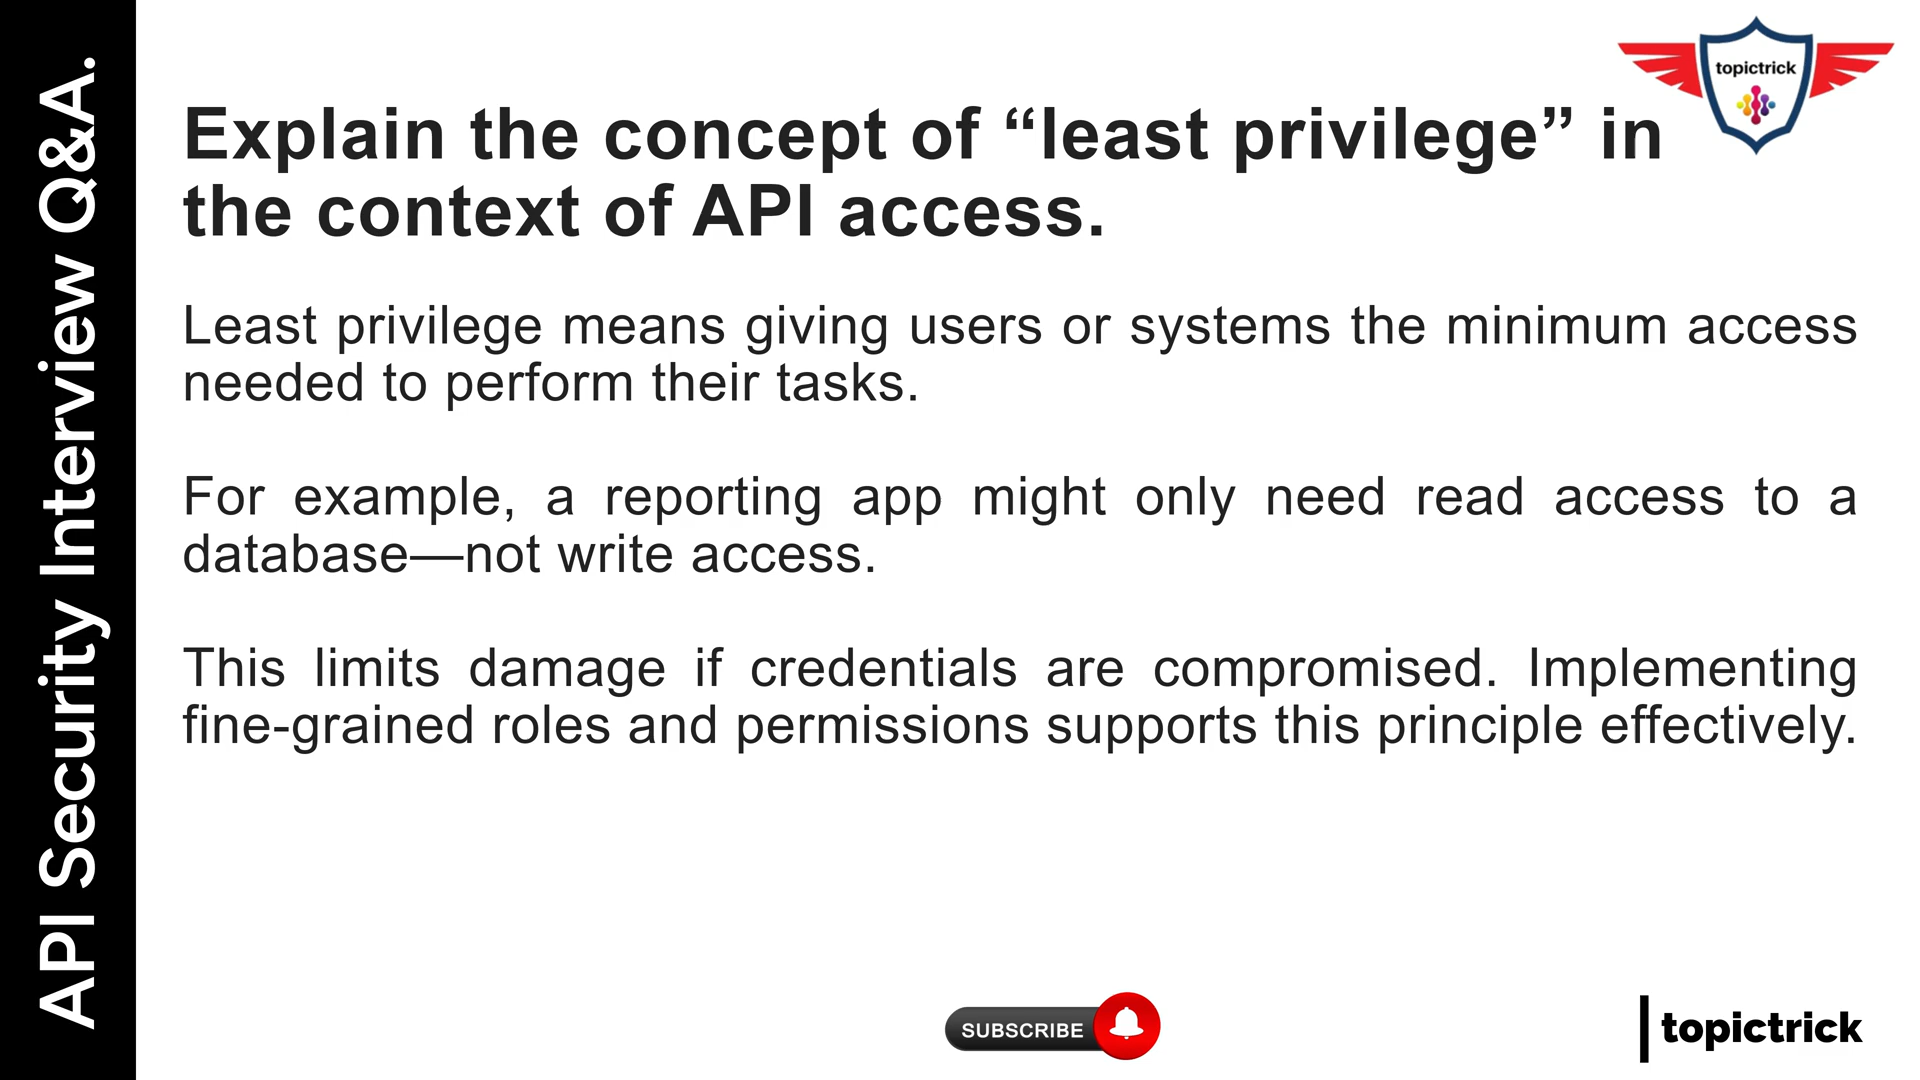 API Security Interview Q&A.
topictrick
Explain the concept of “least privilege” in
the context of API access.
Least privilege means giving users or systems the minimum access
needed to perform their tasks.
For example, a reporting app might only need read access to a
database—not write access.
This limits damage if credentials are compromised. Implementing
fine-grained roles and permissions supports this principle effectively.
SUBSCRIBE
topictrick